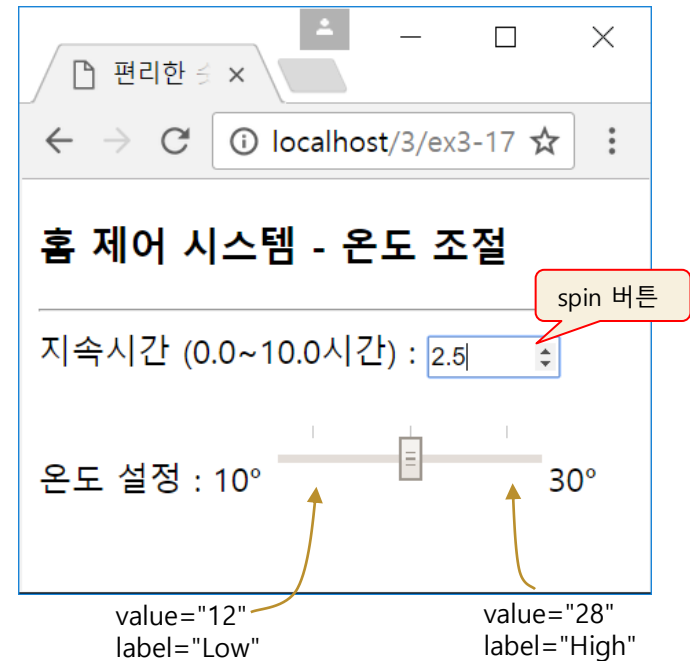 편리한
localhost/3/ex3-17
홈 제어 시스템 - 온도 조절
spin 버튼
지속시간 (0.0~10.0시간) : 2.5
온도 설정 : 10° 30°
value="12"
label="Low"
value="28"
label="High"